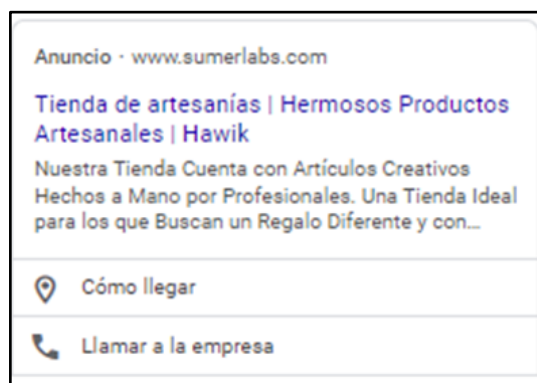 Anuncio · www.sumerlabs.com
Tienda de artesanías | Hermosos Productos
Artesanales | Hawik
Nuestra Tienda Cuenta con Artículos Creativos
Hechos a Mano por Profesionales. Una Tienda Ideal
para los que Buscan un Regalo Diferente y con...
Cómo llegar
Llamar a la empresa